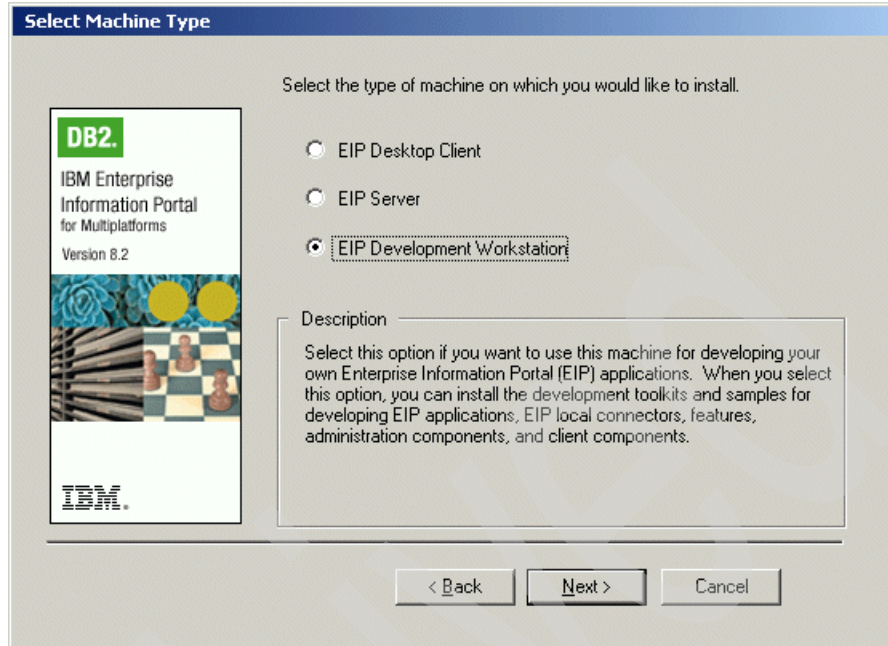 Select Machine Type
Select the type of machine on which you would like to install.
DB2.
IBM Enterprise
Information Portal
for Multiplatforms
Version 8.2
IBM.
EIP Desktop Client
EIP Server
EIP Development Workstation
Description
Select this option if you want to use this machine for developing your
own Enterprise Information Portal (EIP) applications. When you select
this option, you can install the development toolkits and samples for
developing EIP applications, EIP local connectors, features,
administration components, and client components.
< Back
Next >
Cancel